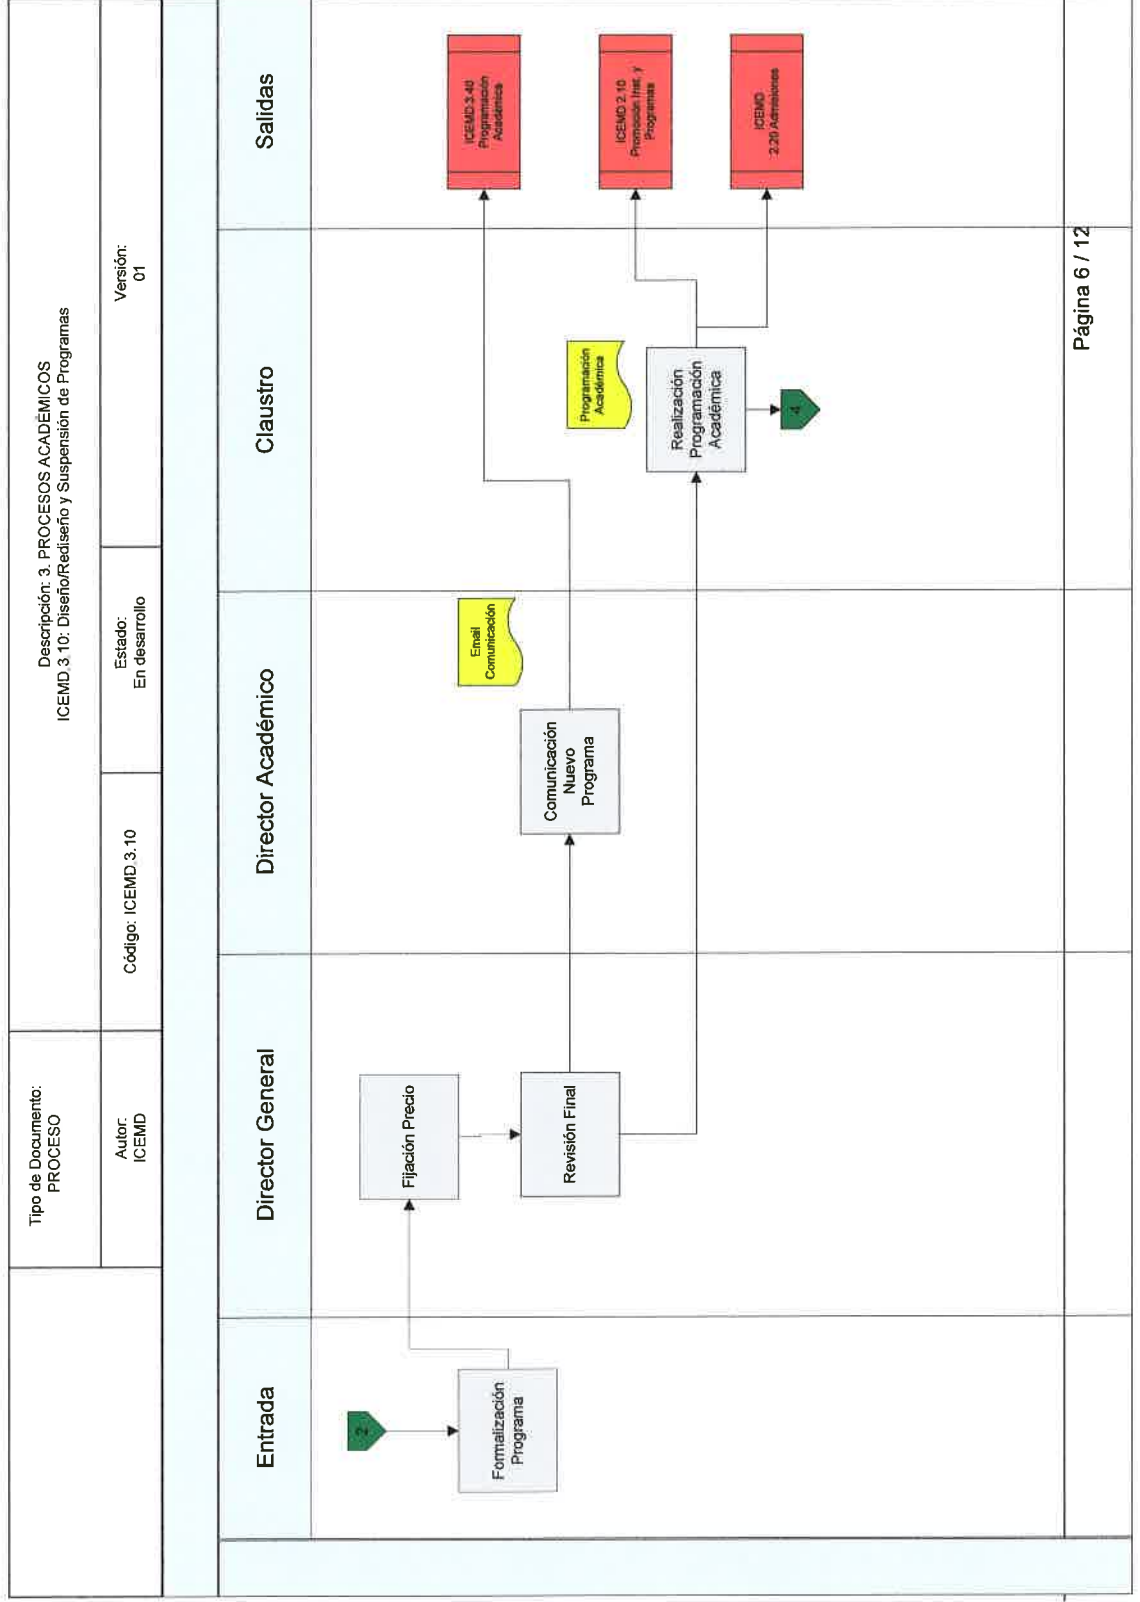 Tipo de Documento:
PROCESO
Descripción: 3. PROCESOS ACADÉMICOS
ICEMD.3.10: Diseño/Rediseño y Suspensión de Programas
Autor:
ICEMD
Código: ICEMD.3.10
Estado:
En desarrollo
Versión:
01
Entrada
Director General
Director Académico
Claustro
Salidas
2
Formalización
Programa
Fijación Precio
Revisión Final
Email
Comunicación
Comunicación
Nuevo
Programa
Programación
Académica
Realización
Programación
Académica
4
ICEMD.3.40
Programación
Académica
ICEMD 2.10
Promoción Inst. y
Programas
ICEMD
2.20 Admisiones
Página 6 / 12